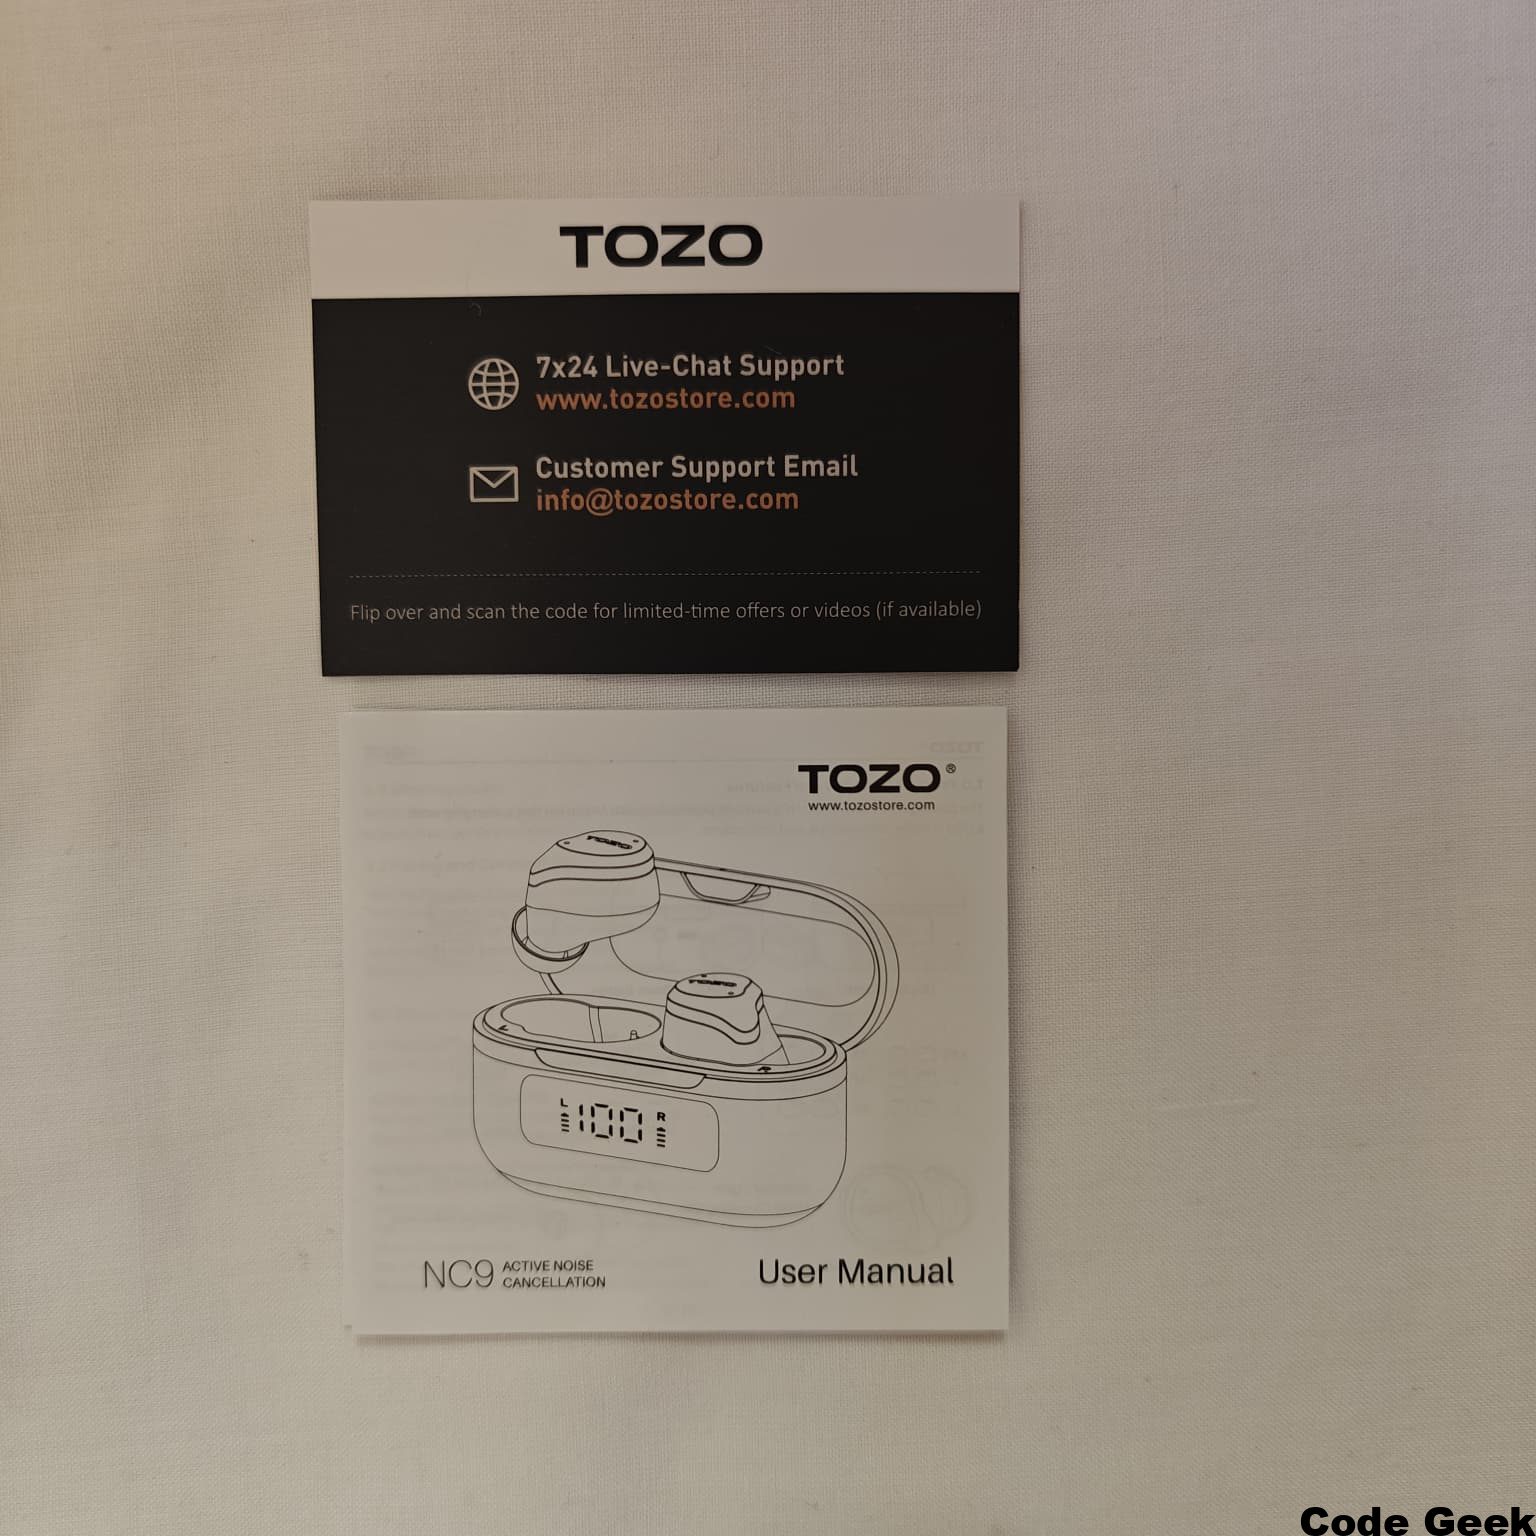 TOZO
7x24 Live-Chat Support
www.tozostore.com
Customer Support Email
info@tozostore.com
Flip over and scan the code for limited-time offers or videos (if available)
TOZO®
www.tozostore.com
TOZO
TOZO
L
R
L
R
100
NC9 ACTIVE NOISE
CANCELLATION
User Manual
Code Geek